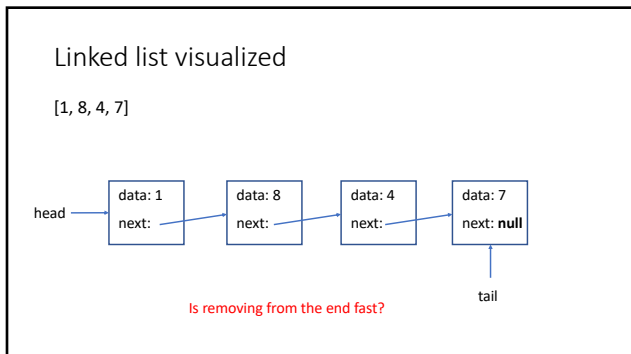 Linked list visualized
[1, 8, 4, 7]
head
data: 1
next:
data: 8
next:
data: 4
next:
data: 7
next: null
tail
Is removing from the end fast?